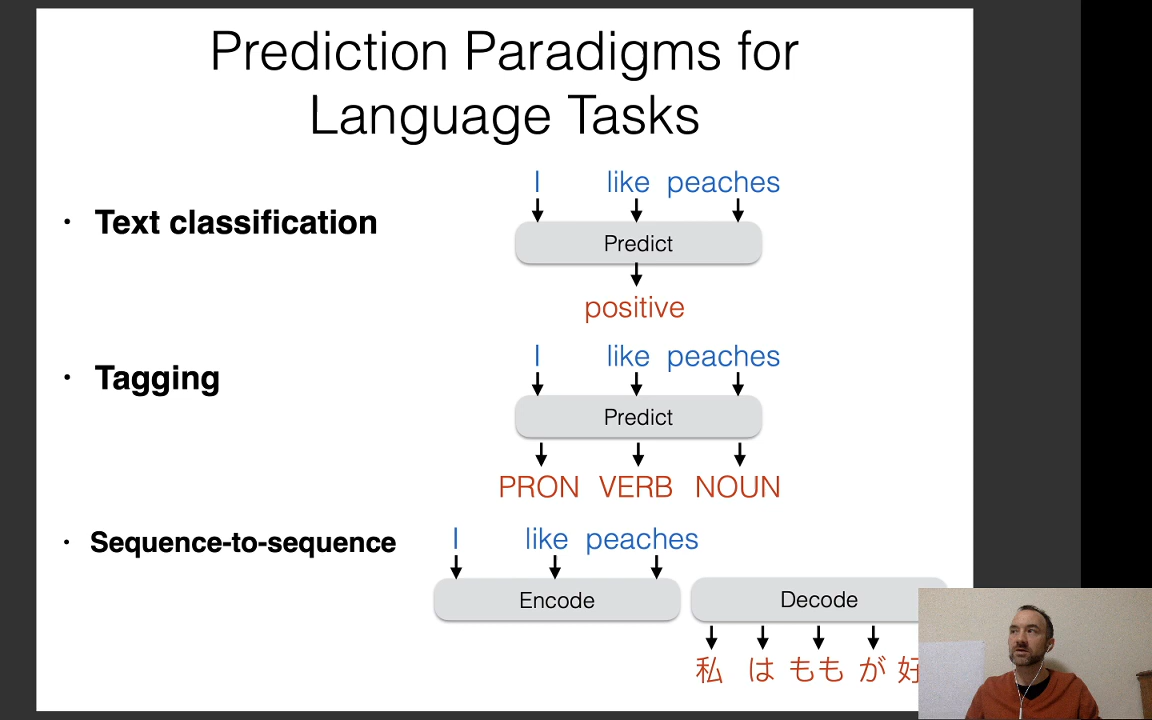 Prediction Paradigms for
Language Tasks
I like peaches
• Text classification
Predict
positive
I like peaches
• Tagging
Predict
PRON VERB NOUN
I like peaches
• Sequence-to-sequence
Encode Decode
私 は もも が 好